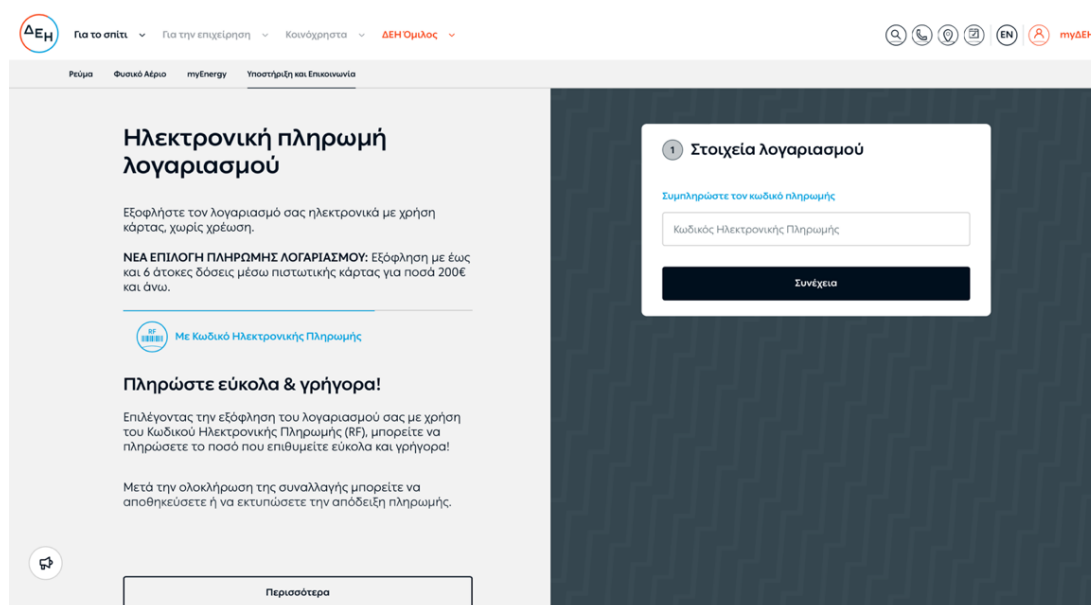 ΔΕΗ
Για το σπίτι Για την επιχείρηση Κοινόχρηστα ΔΕΗ Όμιλος EN myΔΕΗ
Ρεύμα Φυσικό Αέριο myEnergy Υποστήριξη και Επικοινωνία
Ηλεκτρονική πληρωμή
λογαριασμού
Εξοφλήστε τον λογαριασμό σας ηλεκτρονικά με χρήση
κάρτας, χωρίς χρέωση.
ΝΕΑ ΕΠΙΛΟΓΗ ΠΛΗΡΩΜΗΣ ΛΟΓΑΡΙΑΣΜΟΥ: Εξόφληση με έως
και 6 άτοκες δόσεις μέσω πιστωτικής κάρτας για ποσά 200€
και άνω.
RF
Με Κωδικό Ηλεκτρονικής Πληρωμής
Πληρώστε εύκολα & γρήγορα!
Επιλέγοντας την εξόφληση του λογαριασμού σας με χρήση
του Κωδικού Ηλεκτρονικής Πληρωμής (RF), μπορείτε να
πληρώσετε το ποσό που επιθυμείτε εύκολα και γρήγορα!
Μετά την ολοκλήρωση της συναλλαγής μπορείτε να
αποθηκεύσετε ή να εκτυπώσετε την απόδειξη πληρωμής.
Περισσότερα
1 Στοιχεία λογαριασμού
Συμπληρώστε τον κωδικό πληρωμής
Κωδικός Ηλεκτρονικής Πληρωμής
Συνέχεια